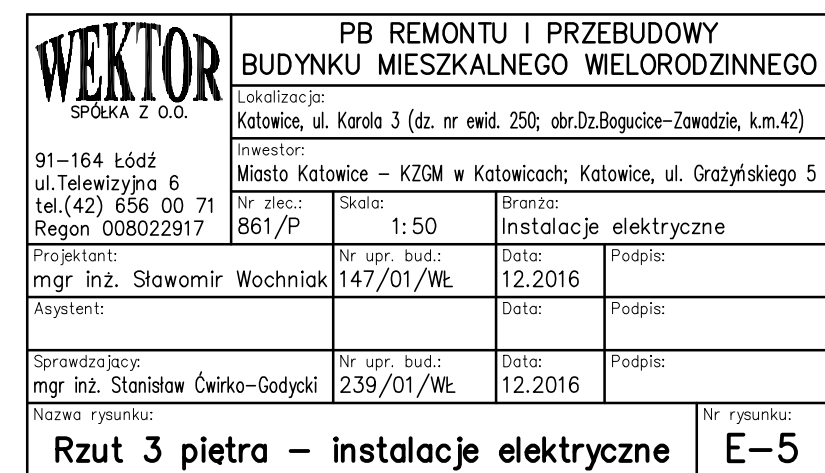 WEKTOR
SPÓŁKA Z O.O.
91-164 Łódź
ul.Telewizyjna 6
tel.(42) 656 00 71
Regon 008022917
PB REMONTU I PRZEBUDOWY
BUDYNKU MIESZKALNEGO WIELORODZINNEGO
Lokalizacja:
Katowice, ul. Karola 3 (dz. nr ewid. 250; obr.Dz.Bogucice-Zawadzie, k.m.42)
Inwestor:
Miasto Katowice - KZGM w Katowicach; Katowice, ul. Grażyńskiego 5
Nr zlec.: Skala: Branża:
861/P 1:50 Instalacje elektryczne
Projektant: Nr upr. bud.: Data: Podpis:
mgr inż. Sławomir Wochniak 147/01/WŁ 12.2016
Asystent: Data: Podpis:
Sprawdzający: Nr upr. bud.: Data: Podpis:
mgr inż. Stanisław Ćwirko-Godycki 239/01/WŁ 12.2016
Nazwa rysunku: Nr rysunku:
Rzut 3 piętra - instalacje elektryczne E-5